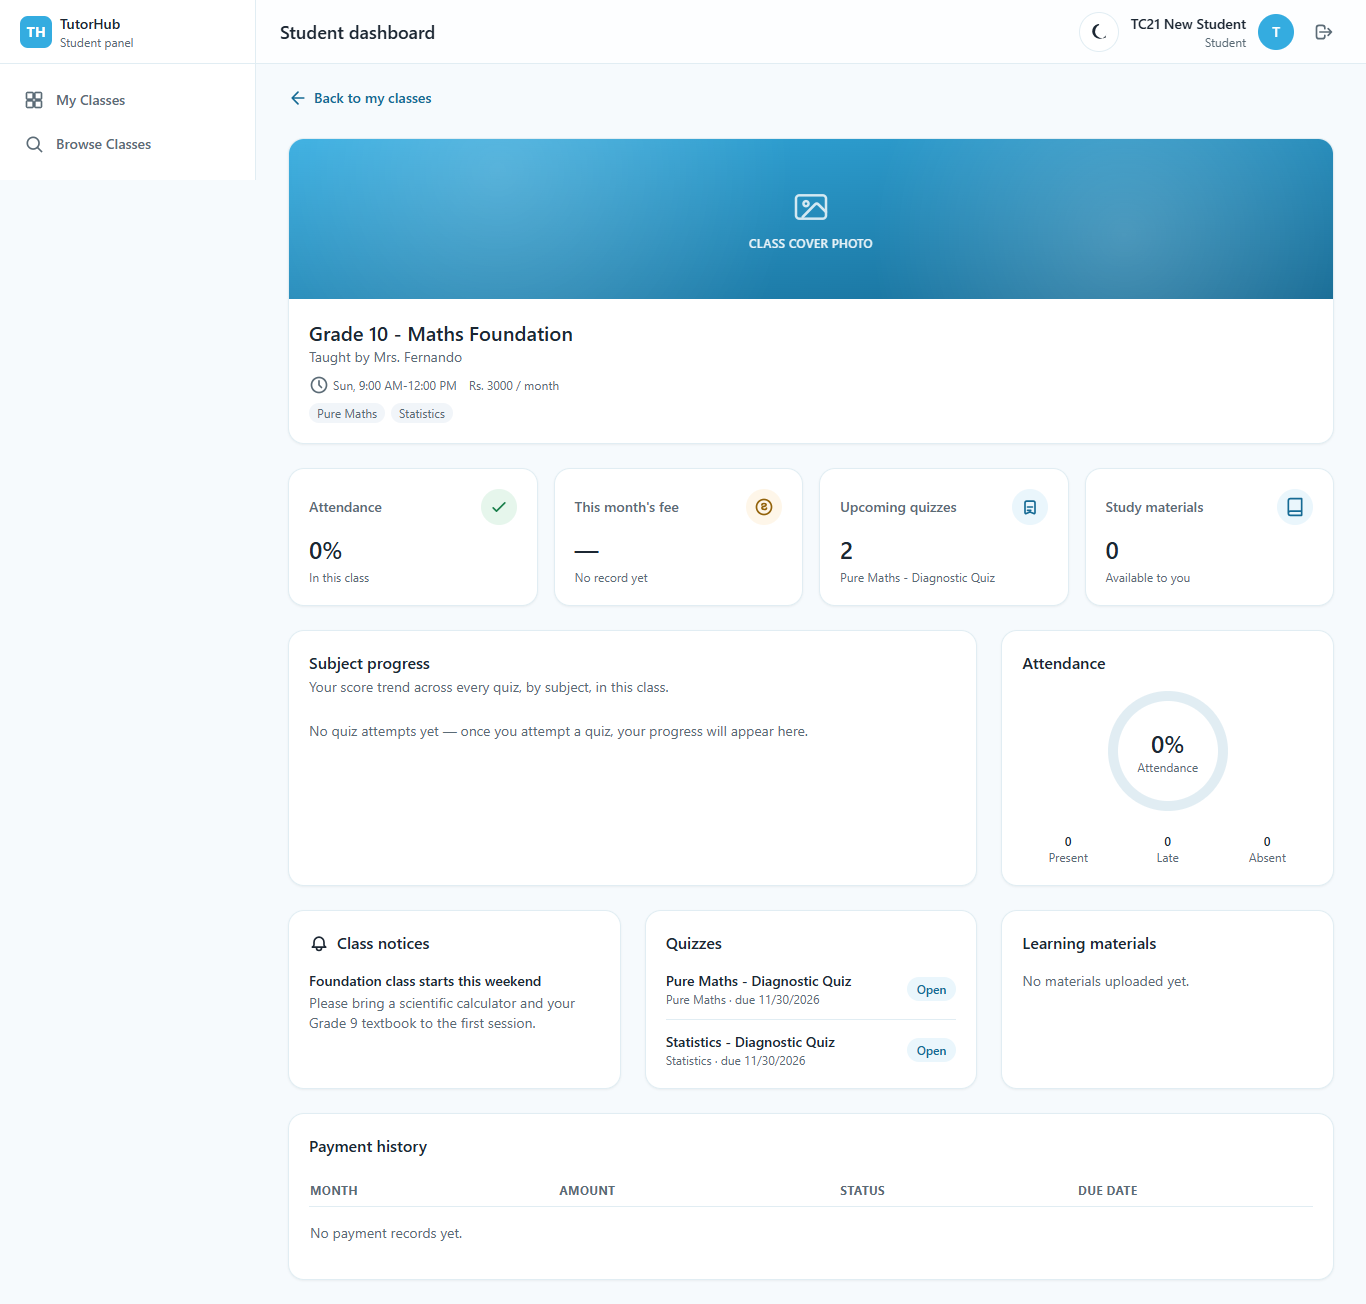 TH
TutorHub
Student panel
My Classes
Browse Classes
Student dashboard
TC21 New Student
Student
T
Back to my classes
CLASS COVER PHOTO
Grade 10 - Maths Foundation
Taught by Mrs. Fernando
Sun, 9:00 AM-12:00 PM Rs. 3000 / month
Pure Maths Statistics
Attendance
0%
In this class
This month's fee
—
No record yet
Upcoming quizzes
2
Pure Maths - Diagnostic Quiz
Study materials
0
Available to you
Subject progress
Your score trend across every quiz, by subject, in this class.
No quiz attempts yet — once you attempt a quiz, your progress will appear here.
Attendance
0%
Attendance
0 0 0
Present Late Absent
Class notices
Foundation class starts this weekend
Please bring a scientific calculator and your
Grade 9 textbook to the first session.
Quizzes
Pure Maths - Diagnostic Quiz
Pure Maths · due 11/30/2026
Open
Statistics - Diagnostic Quiz
Statistics · due 11/30/2026
Open
Learning materials
No materials uploaded yet.
Payment history
MONTH AMOUNT STATUS DUE DATE
No payment records yet.